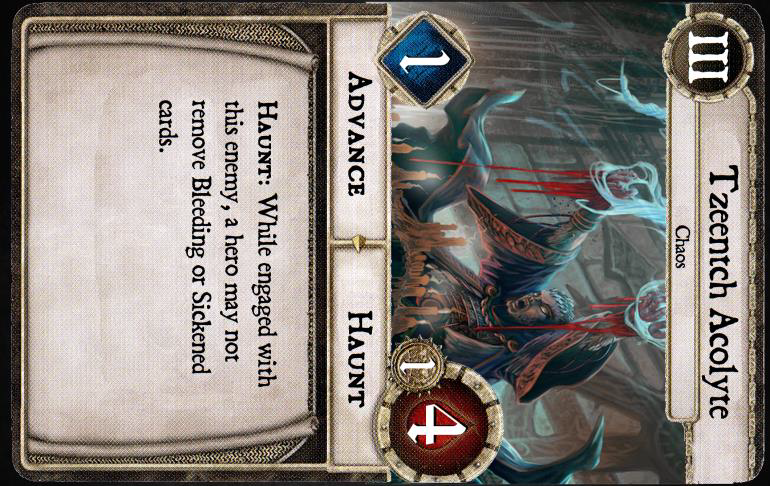 III
Tzeentch Acolyte
Chaos
1
1
4
ADVANCE
HAUNT
HAUNT: While engaged with
this enemy, a hero may not
remove Bleeding or Sickened
cards.